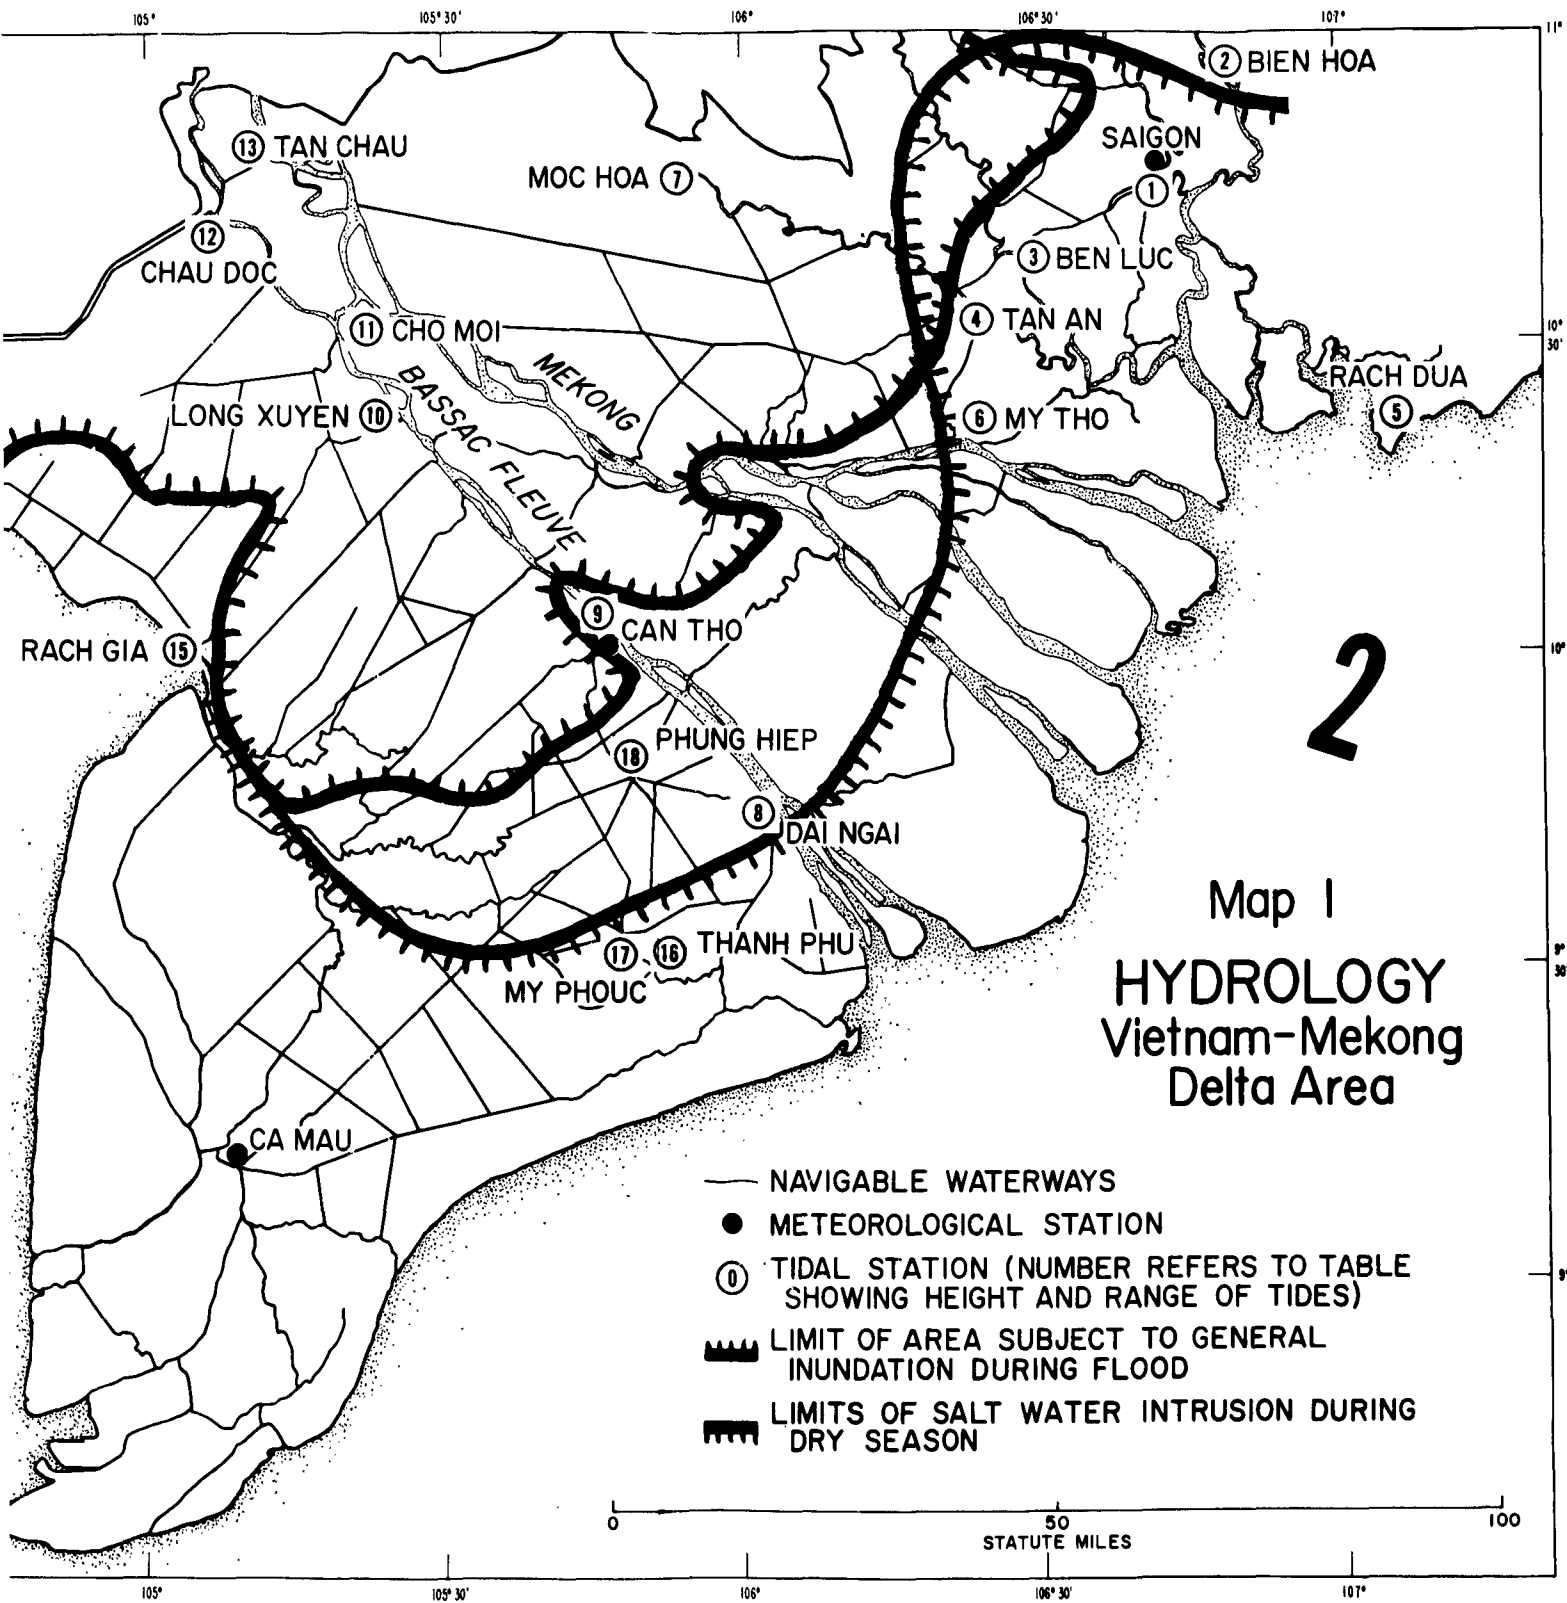 105° 105° 30' 106° 106° 30' 107°
11°
② BIEN HOA
SAIGON
①
⑬ TAN CHAU
MOC HOA ⑦
⑫
CHAU DOC
③ BEN LUC
⑪ CHO MOI
④ TAN AN
10°
30'
MEKONG
BASSAC FLEUVE
RACH DUA
⑤
LONG XUYEN ⑩
⑥ MY THO
⑨
CAN THO
RACH GIA ⑮
10°
2
PHUNG HIEP
⑱
⑧
DAI NGAI
Map 1
⑰ ⑯ THANH PHU
MY PHOUC
9°
30'
HYDROLOGY
Vietnam-Mekong
Delta Area
CA MAU
NAVIGABLE WATERWAYS
METEOROLOGICAL STATION
0 TIDAL STATION (NUMBER REFERS TO TABLE
SHOWING HEIGHT AND RANGE OF TIDES)
9°
LIMIT OF AREA SUBJECT TO GENERAL
INUNDATION DURING FLOOD
LIMITS OF SALT WATER INTRUSION DURING
DRY SEASON
0 50 100
STATUTE MILES
105° 105° 30' 106° 106° 30' 107°